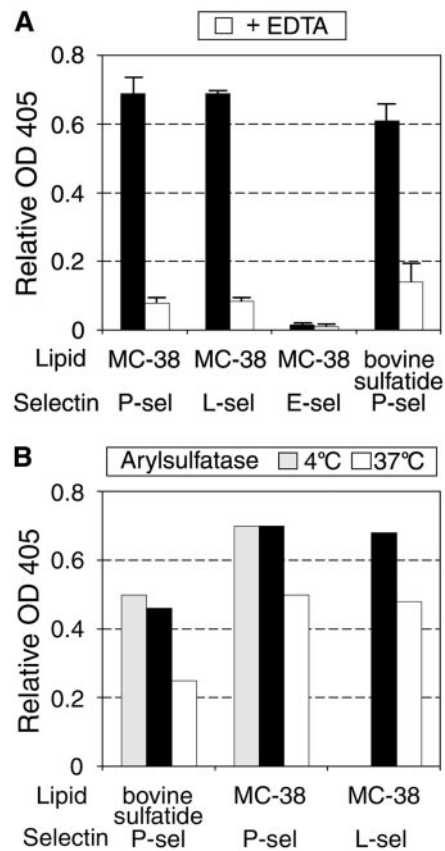 A
□ + EDTA
Relative OD 405
0.8
0.6
0.4
0.2
0
Lipid MC-38 MC-38 MC-38 bovine sulfatide
Selectin P-sel L-sel E-sel P-sel
B
Arylsulfatase 4°C 37°C
Relative OD 405
0.8
0.6
0.4
0.2
0
Lipid bovine sulfatide MC-38 MC-38
Selectin P-sel P-sel L-sel